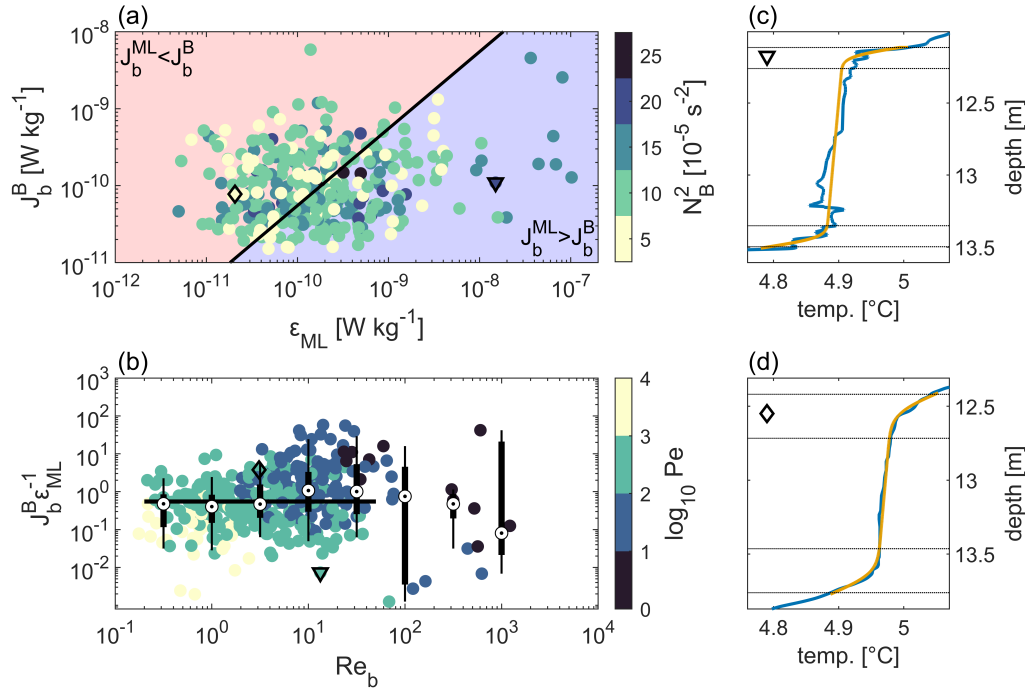 (a)
J_b^ML<J_b^B
J_b^ML>J_b^B
10^-8
10^-9
10^-10
10^-11
J_b^B [W kg^-1]
10^-12 10^-11 10^-10 10^-9 10^-8 10^-7
ε_ML [W kg^-1]
25
20
15
10
5
N_B^2 [10^-5 s^-2]
(c)
12.5
13
13.5
depth [m]
4.8 4.9 5
temp. [°C]
(b)
10^3
10^2
10^1
10^0
10^-1
10^-2
J_b^B ε_ML^-1
10^-1 10^0 10^1 10^2 10^3 10^4
Re_b
4
3
2
1
0
log_10 Pe
(d)
12.5
13.5
depth [m]
4.8 4.9 5
temp. [°C]